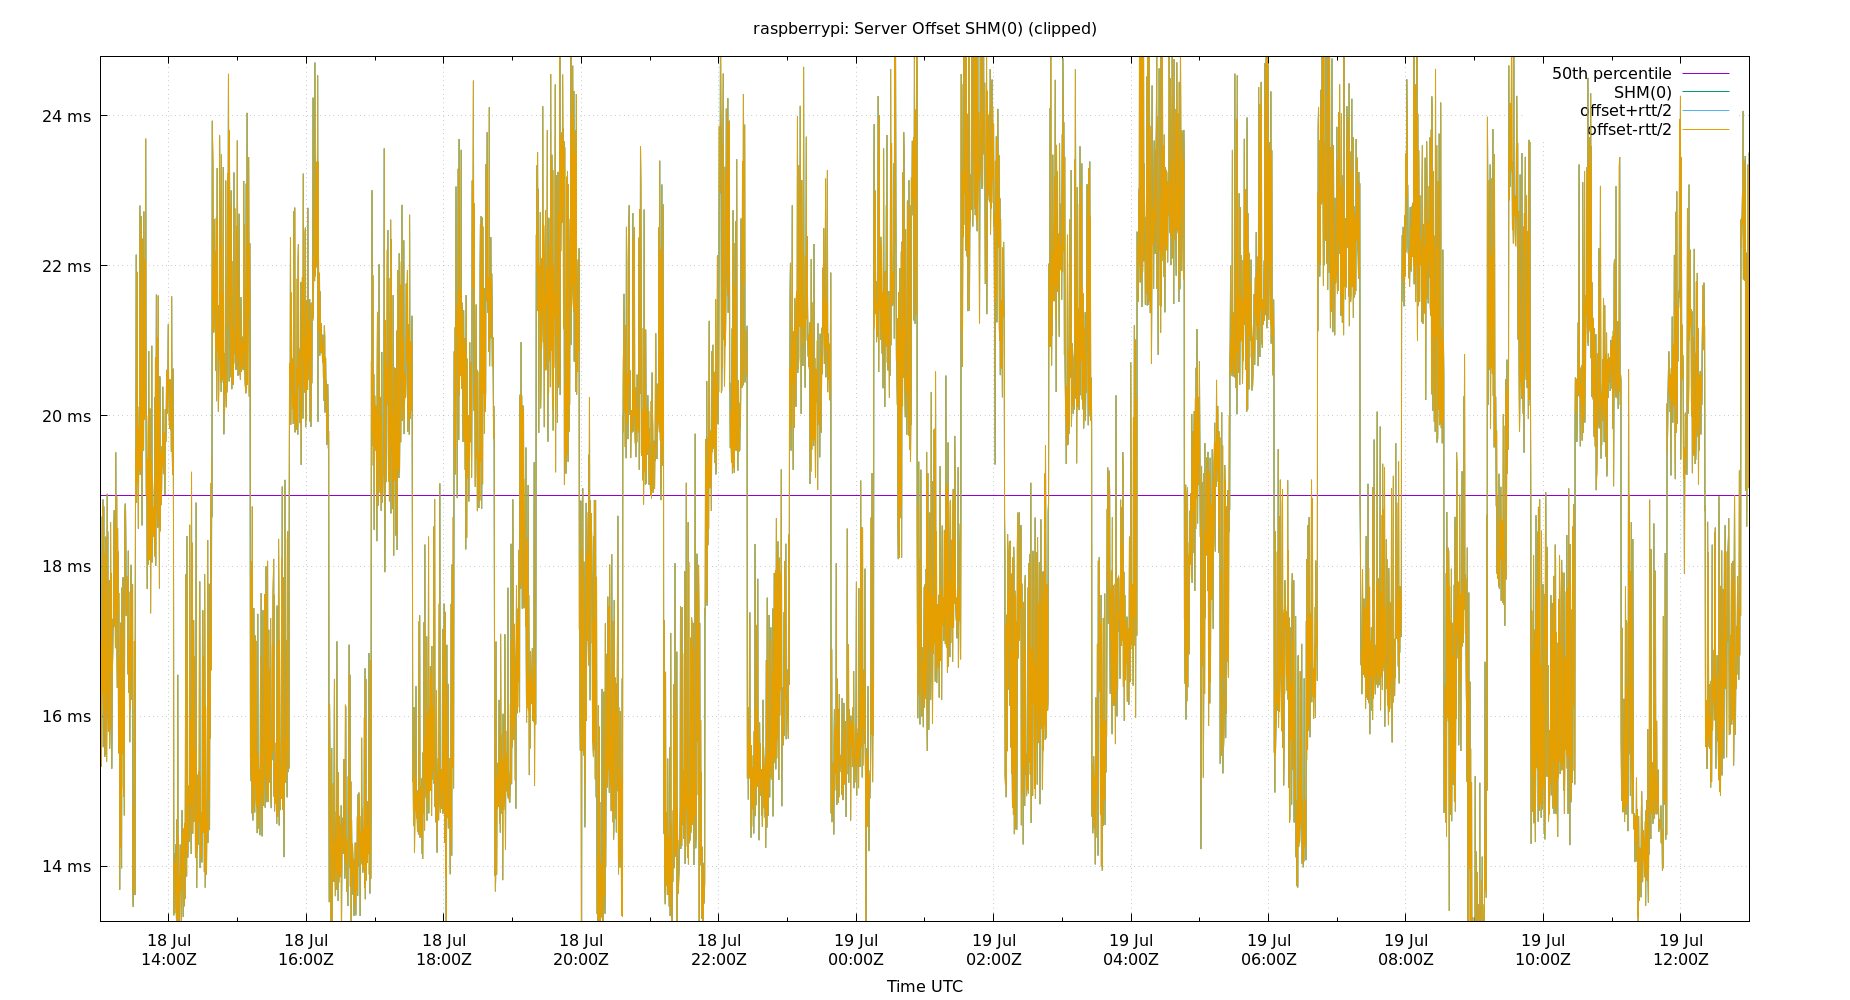 raspberrypi: Server Offset SHM(0) (clipped)
50th percentile
SHM(0)
offset+rtt/2
offset-rtt/2
24 ms
22 ms
20 ms
18 ms
16 ms
14 ms
18 Jul 18 Jul 18 Jul 18 Jul 18 Jul 19 Jul 19 Jul 19 Jul 19 Jul 19 Jul 19 Jul 19 Jul
14:00Z 16:00Z 18:00Z 20:00Z 22:00Z 00:00Z 02:00Z 04:00Z 06:00Z 08:00Z 10:00Z 12:00Z
Time UTC